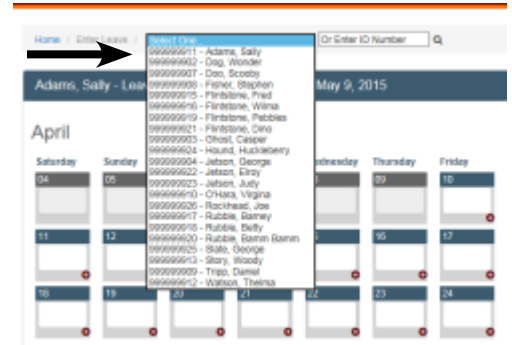 Home / Enter Leave / Select One Or Enter ID Number
999999911 - Adams, Sally
999999902 - Dog, Wonder
999999907 - Doo, Scooby
999999908 - Fisher, Stephen
999999915 - Flintstone, Fred
999999916 - Flintstone, Wilma
999999919 - Flintstone, Pebbles
999999921 - Flintstone, Dino
999999903 - Ghost, Casper
999999924 - Hound, Huckleberry
999999904 - Jetson, George
999999922 - Jetson, Elroy
999999923 - Jetson, Judy
999999910 - O'Hara, Virgina
999999926 - Rockhead, Joe
999999917 - Rubble, Barney
999999918 - Rubble, Betty
999999920 - Rubble, Bamm Bamm
999999925 - Slate, George
999999913 - Story, Woody
999999909 - Tripp, Daniel
999999912 - Watson, Thelma
Adams, Sally - May 9, 2015
April
Saturday Sunday Thursday Friday
04 05 09 10
11 12 16 17
18 19 20 21 22 23 24